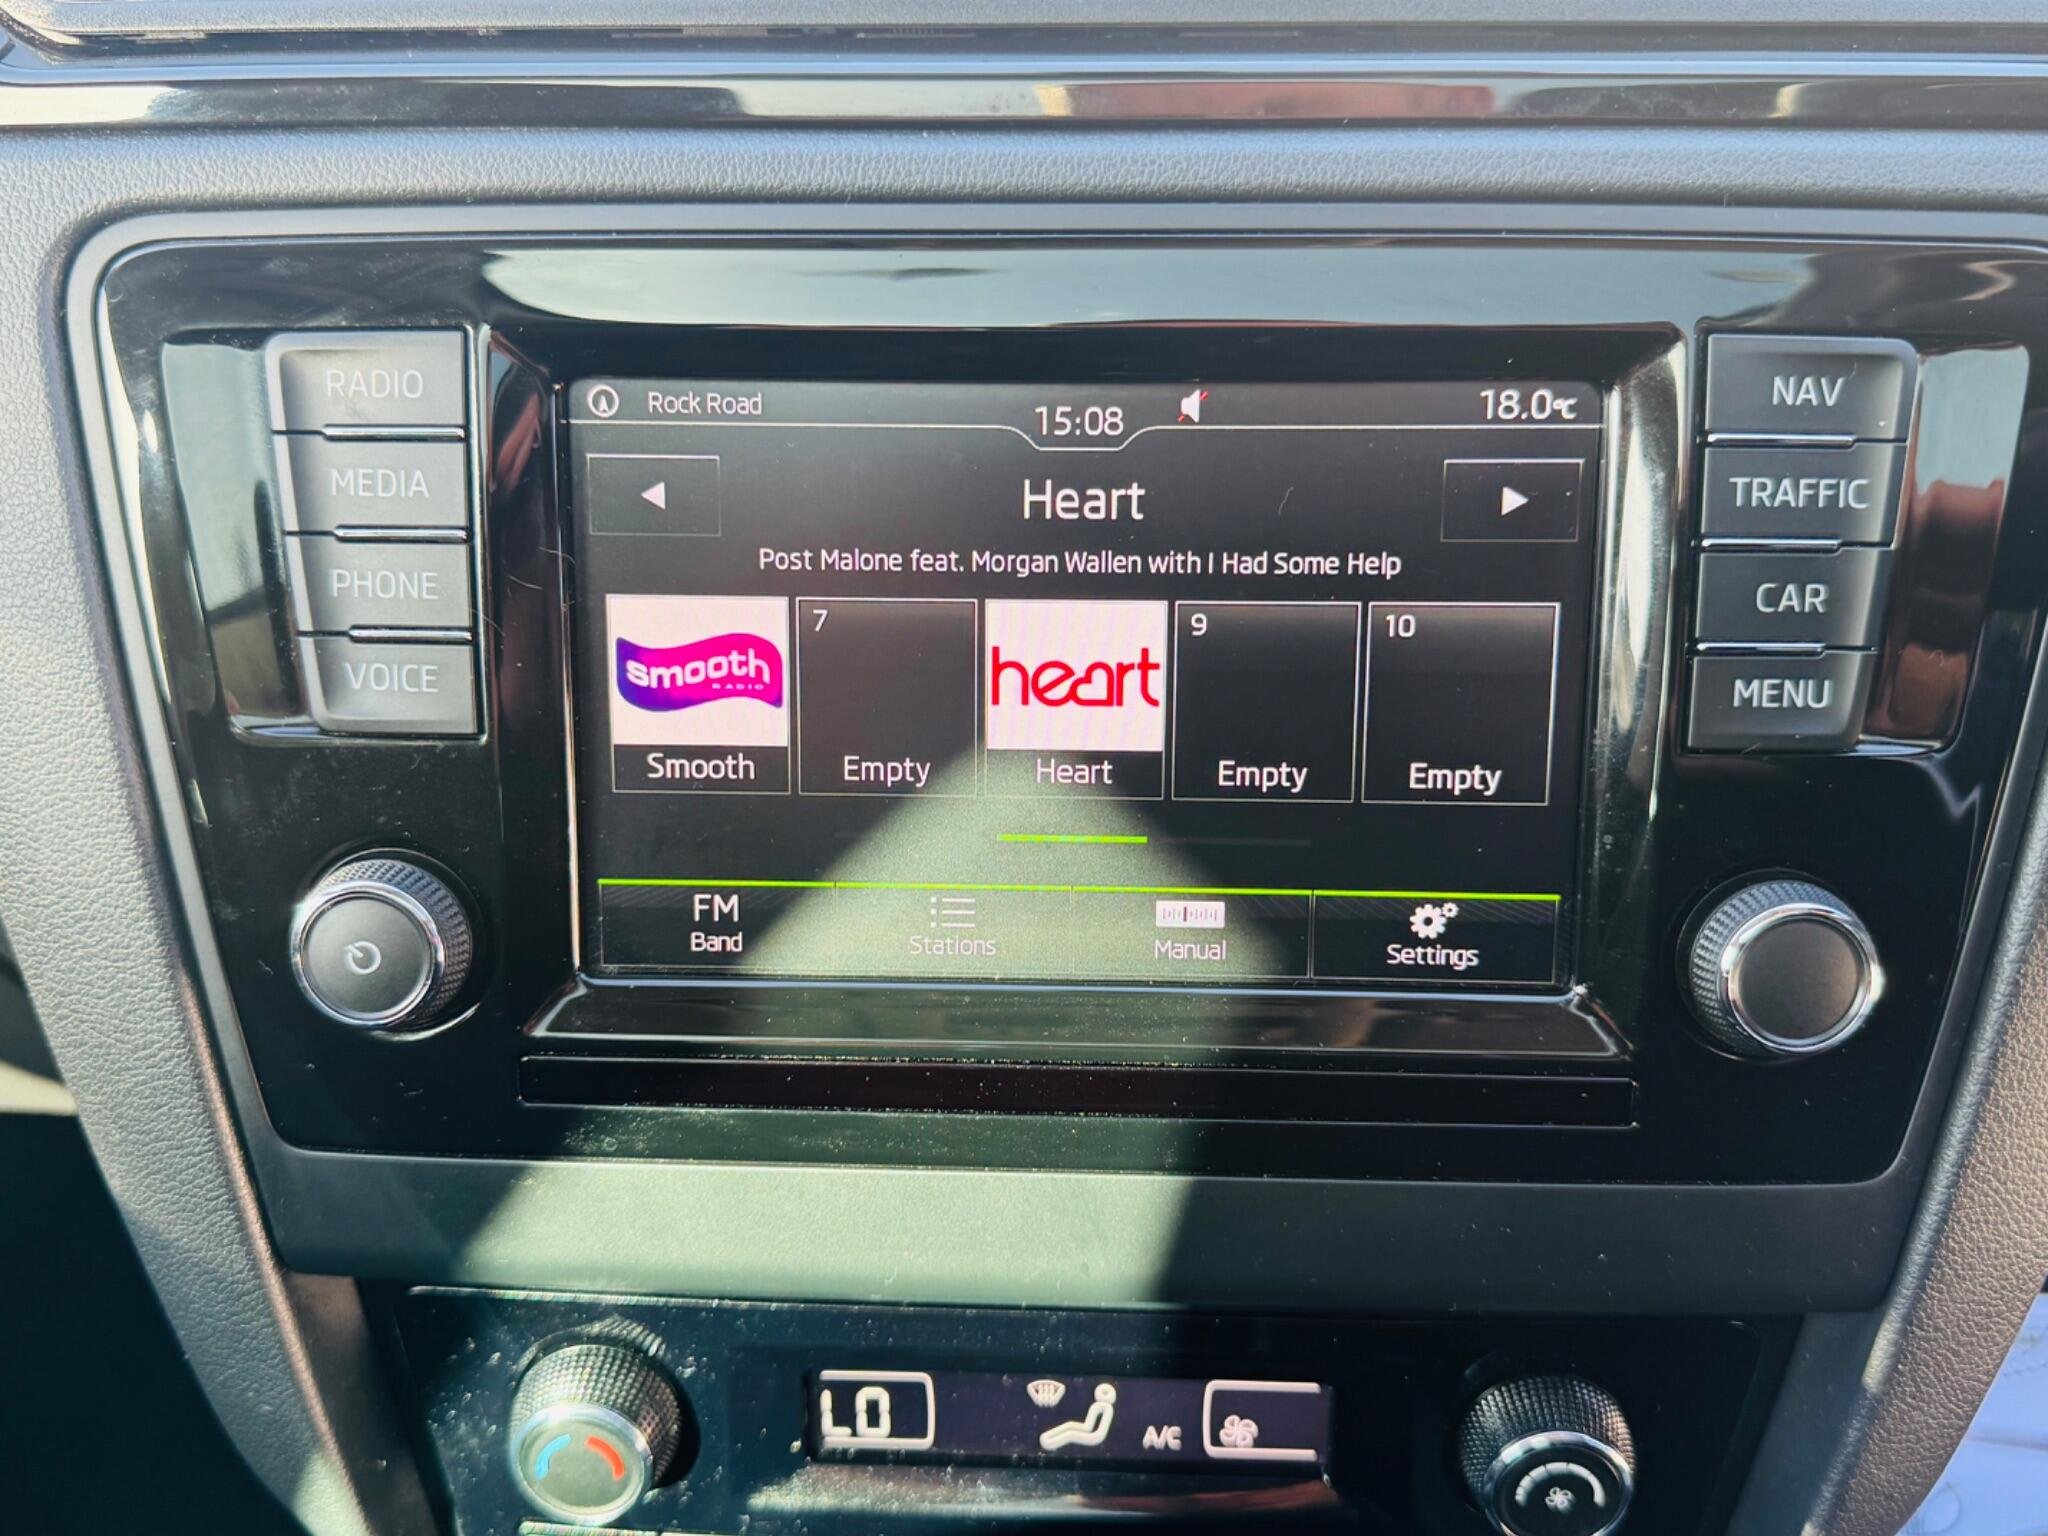 RADIO
MEDIA
PHONE
VOICE
Rock Road
15:08
18.0°C
Heart
Post Malone feat. Morgan Wallen with I Had Some Help
smooth
RADIO
Smooth
7
Empty
heart
Heart
9
Empty
10
Empty
FM
Band
Stations
Manual
Settings
NAV
TRAFFIC
CAR
MENU
LO
A/C